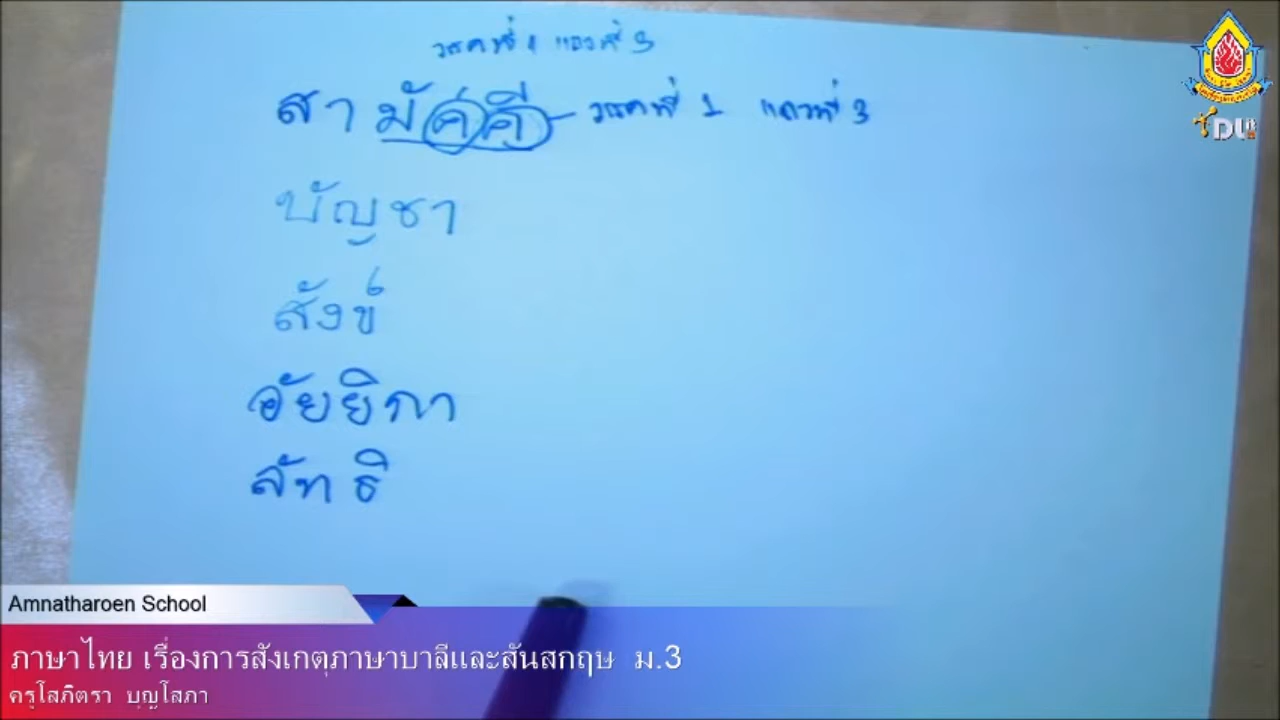 วรรคที่ 1 แถวที่ 3
สามัคคี วรรคที่ 1 แถวที่ 3
บัญชา
สังข์
อัยยิกา
ลัทธิ
Amnatharoen School
ภาษาไทย เรื่องการสังเกตุภาษาบาลีและสันสกฤษ ม.3
ครูโสภิตรา บุญโสภา